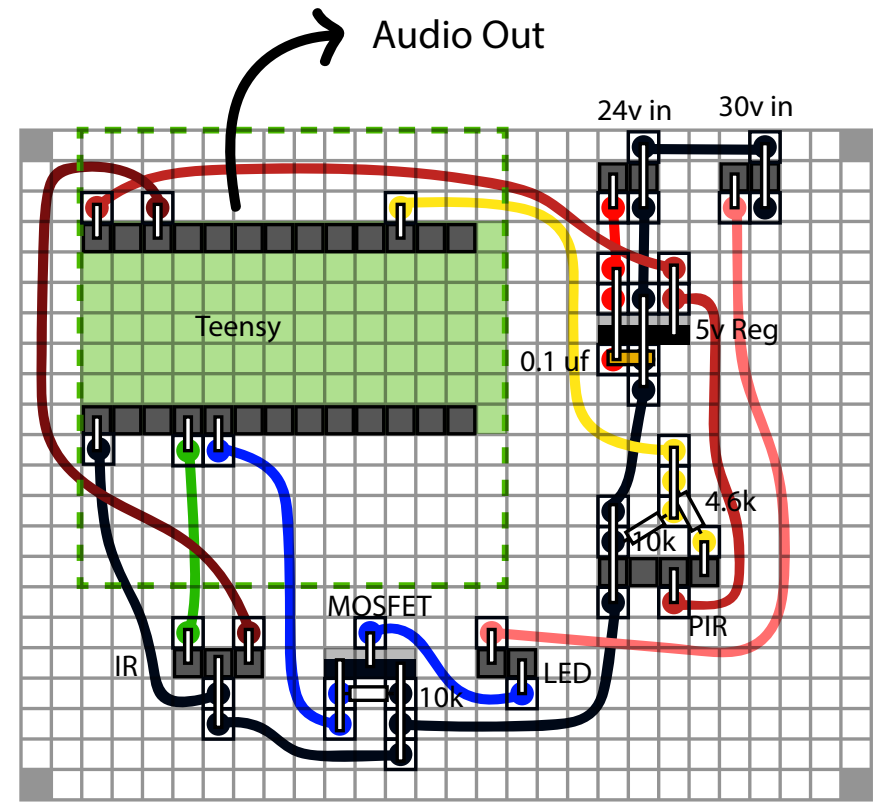 Audio Out
24v in
30v in
Teensy
5v Reg
0.1 uf
4.6k
10k
MOSFET
PIR
IR
LED
10k